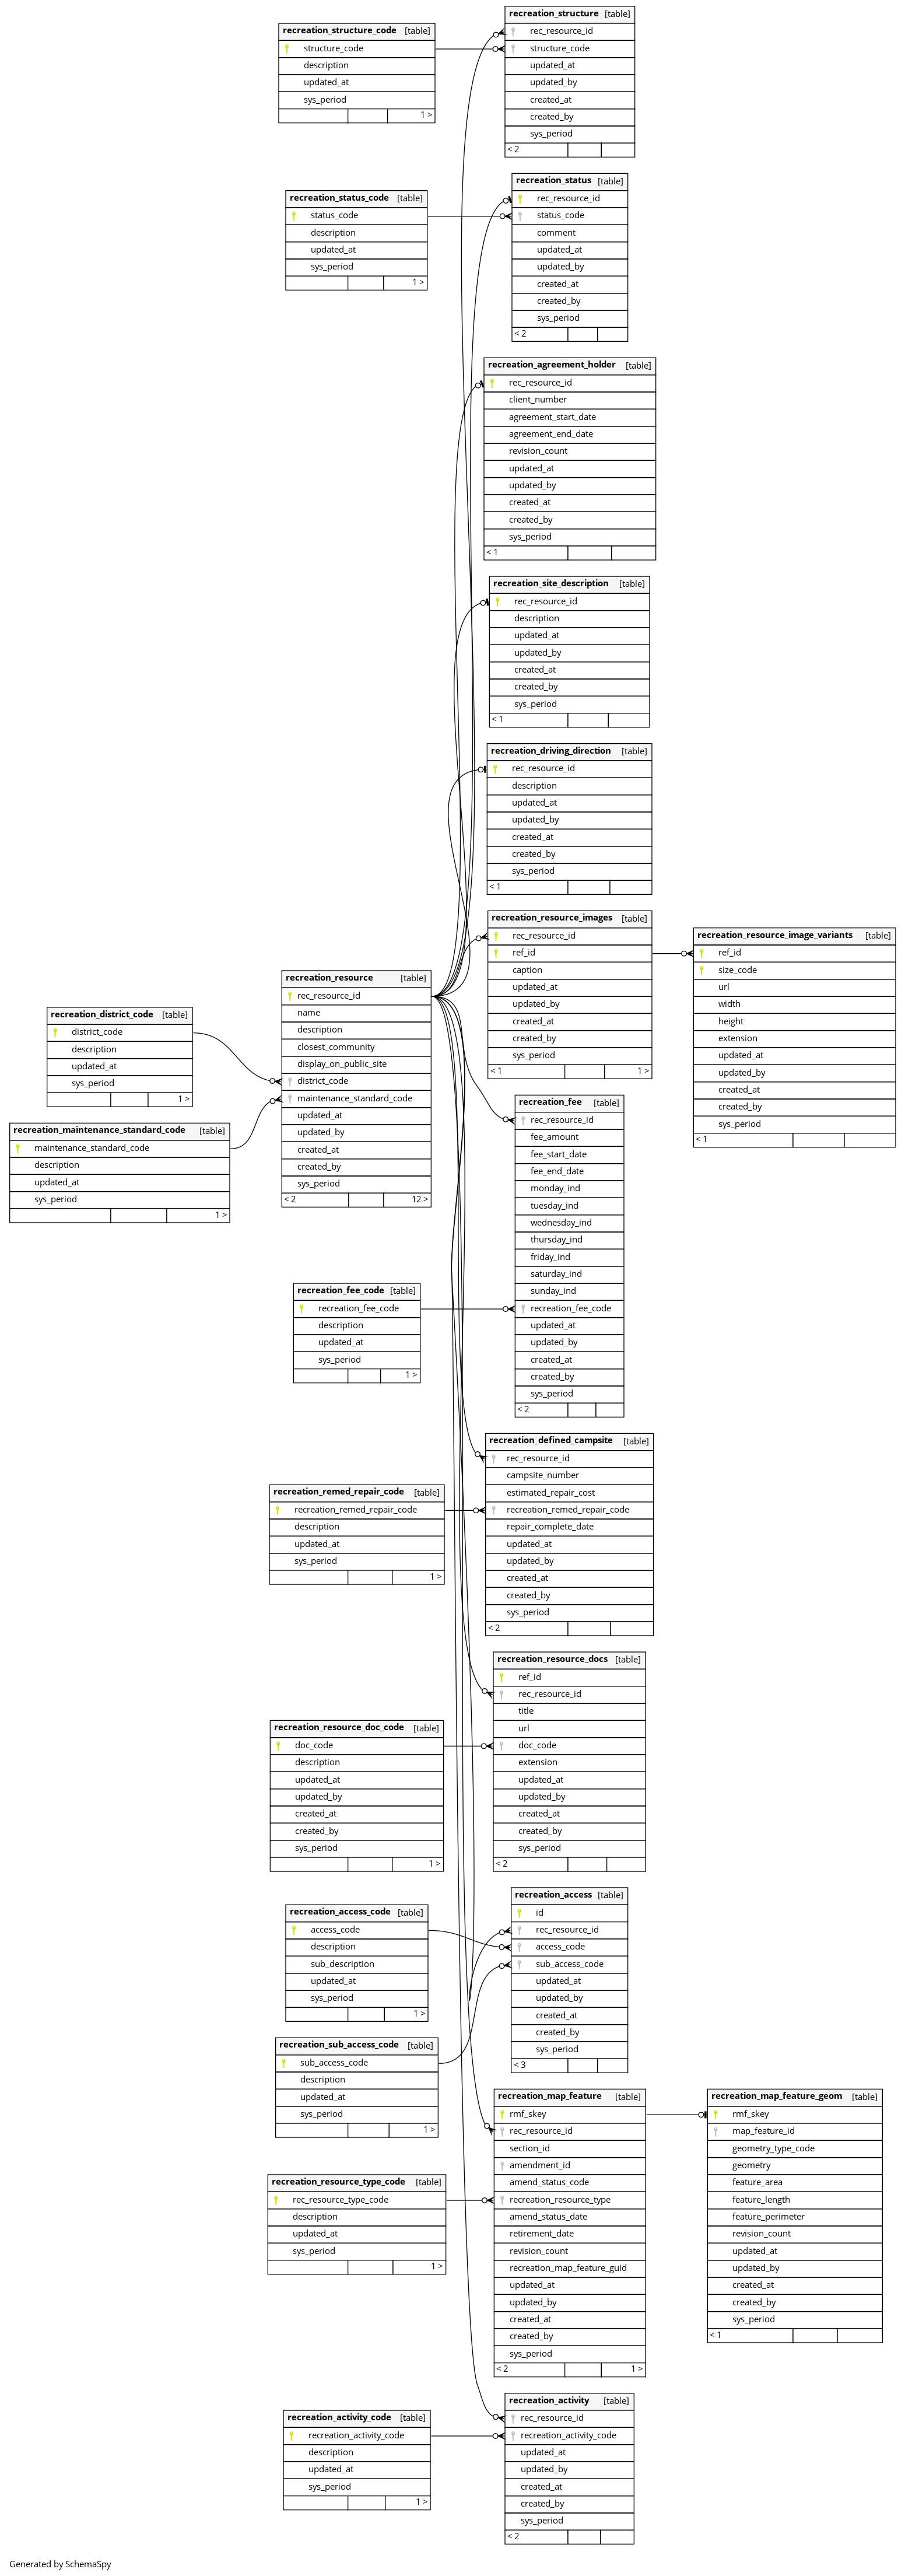 recreation_structure_code [table]
structure_code
description
updated_at
sys_period
1 >
recreation_structure [table]
rec_resource_id
structure_code
updated_at
updated_by
created_at
created_by
sys_period
< 2
recreation_status_code [table]
status_code
description
updated_at
sys_period
1 >
recreation_status [table]
rec_resource_id
status_code
comment
updated_at
updated_by
created_at
created_by
sys_period
< 2
recreation_agreement_holder [table]
rec_resource_id
client_number
agreement_start_date
agreement_end_date
revision_count
updated_at
updated_by
created_at
created_by
sys_period
< 1
recreation_site_description [table]
rec_resource_id
description
updated_at
updated_by
created_at
created_by
sys_period
< 1
recreation_driving_direction [table]
rec_resource_id
description
updated_at
updated_by
created_at
created_by
sys_period
< 1
recreation_resource_images [table]
rec_resource_id
ref_id
caption
updated_at
updated_by
created_at
created_by
sys_period
< 1 1 >
recreation_resource_image_variants [table]
ref_id
size_code
url
width
height
extension
updated_at
updated_by
created_at
created_by
sys_period
< 1
recreation_resource [table]
rec_resource_id
name
description
closest_community
display_on_public_site
district_code
maintenance_standard_code
updated_at
updated_by
created_at
created_by
sys_period
< 2 12 >
recreation_district_code [table]
district_code
description
updated_at
sys_period
1 >
recreation_maintenance_standard_code [table]
maintenance_standard_code
description
updated_at
sys_period
1 >
recreation_fee [table]
rec_resource_id
fee_amount
fee_start_date
fee_end_date
monday_ind
tuesday_ind
wednesday_ind
thursday_ind
friday_ind
saturday_ind
sunday_ind
recreation_fee_code
updated_at
updated_by
created_at
created_by
sys_period
< 2
recreation_fee_code [table]
recreation_fee_code
description
updated_at
sys_period
1 >
recreation_defined_campsite [table]
rec_resource_id
campsite_number
estimated_repair_cost
recreation_remed_repair_code
repair_complete_date
updated_at
updated_by
created_at
created_by
sys_period
< 2
recreation_remed_repair_code [table]
recreation_remed_repair_code
description
updated_at
sys_period
1 >
recreation_resource_docs [table]
ref_id
rec_resource_id
title
url
doc_code
extension
updated_at
updated_by
created_at
created_by
sys_period
< 2
recreation_resource_doc_code [table]
doc_code
description
updated_at
updated_by
created_at
created_by
sys_period
1 >
recreation_access [table]
id
rec_resource_id
access_code
sub_access_code
updated_at
updated_by
created_at
created_by
sys_period
< 3
recreation_access_code [table]
access_code
description
sub_description
updated_at
sys_period
1 >
recreation_sub_access_code [table]
sub_access_code
description
updated_at
sys_period
1 >
recreation_map_feature [table]
rmf_skey
rec_resource_id
section_id
amendment_id
amend_status_code
recreation_resource_type
amend_status_date
retirement_date
revision_count
recreation_map_feature_guid
updated_at
updated_by
created_at
created_by
sys_period
< 2 1 >
recreation_map_feature_geom [table]
rmf_skey
map_feature_id
geometry_type_code
geometry
feature_area
feature_length
feature_perimeter
revision_count
updated_at
updated_by
created_at
created_by
sys_period
< 1
recreation_resource_type_code [table]
rec_resource_type_code
description
updated_at
sys_period
1 >
recreation_activity [table]
rec_resource_id
recreation_activity_code
updated_at
updated_by
created_at
created_by
sys_period
< 2
recreation_activity_code [table]
recreation_activity_code
description
updated_at
sys_period
1 >
Generated by SchemaSpy